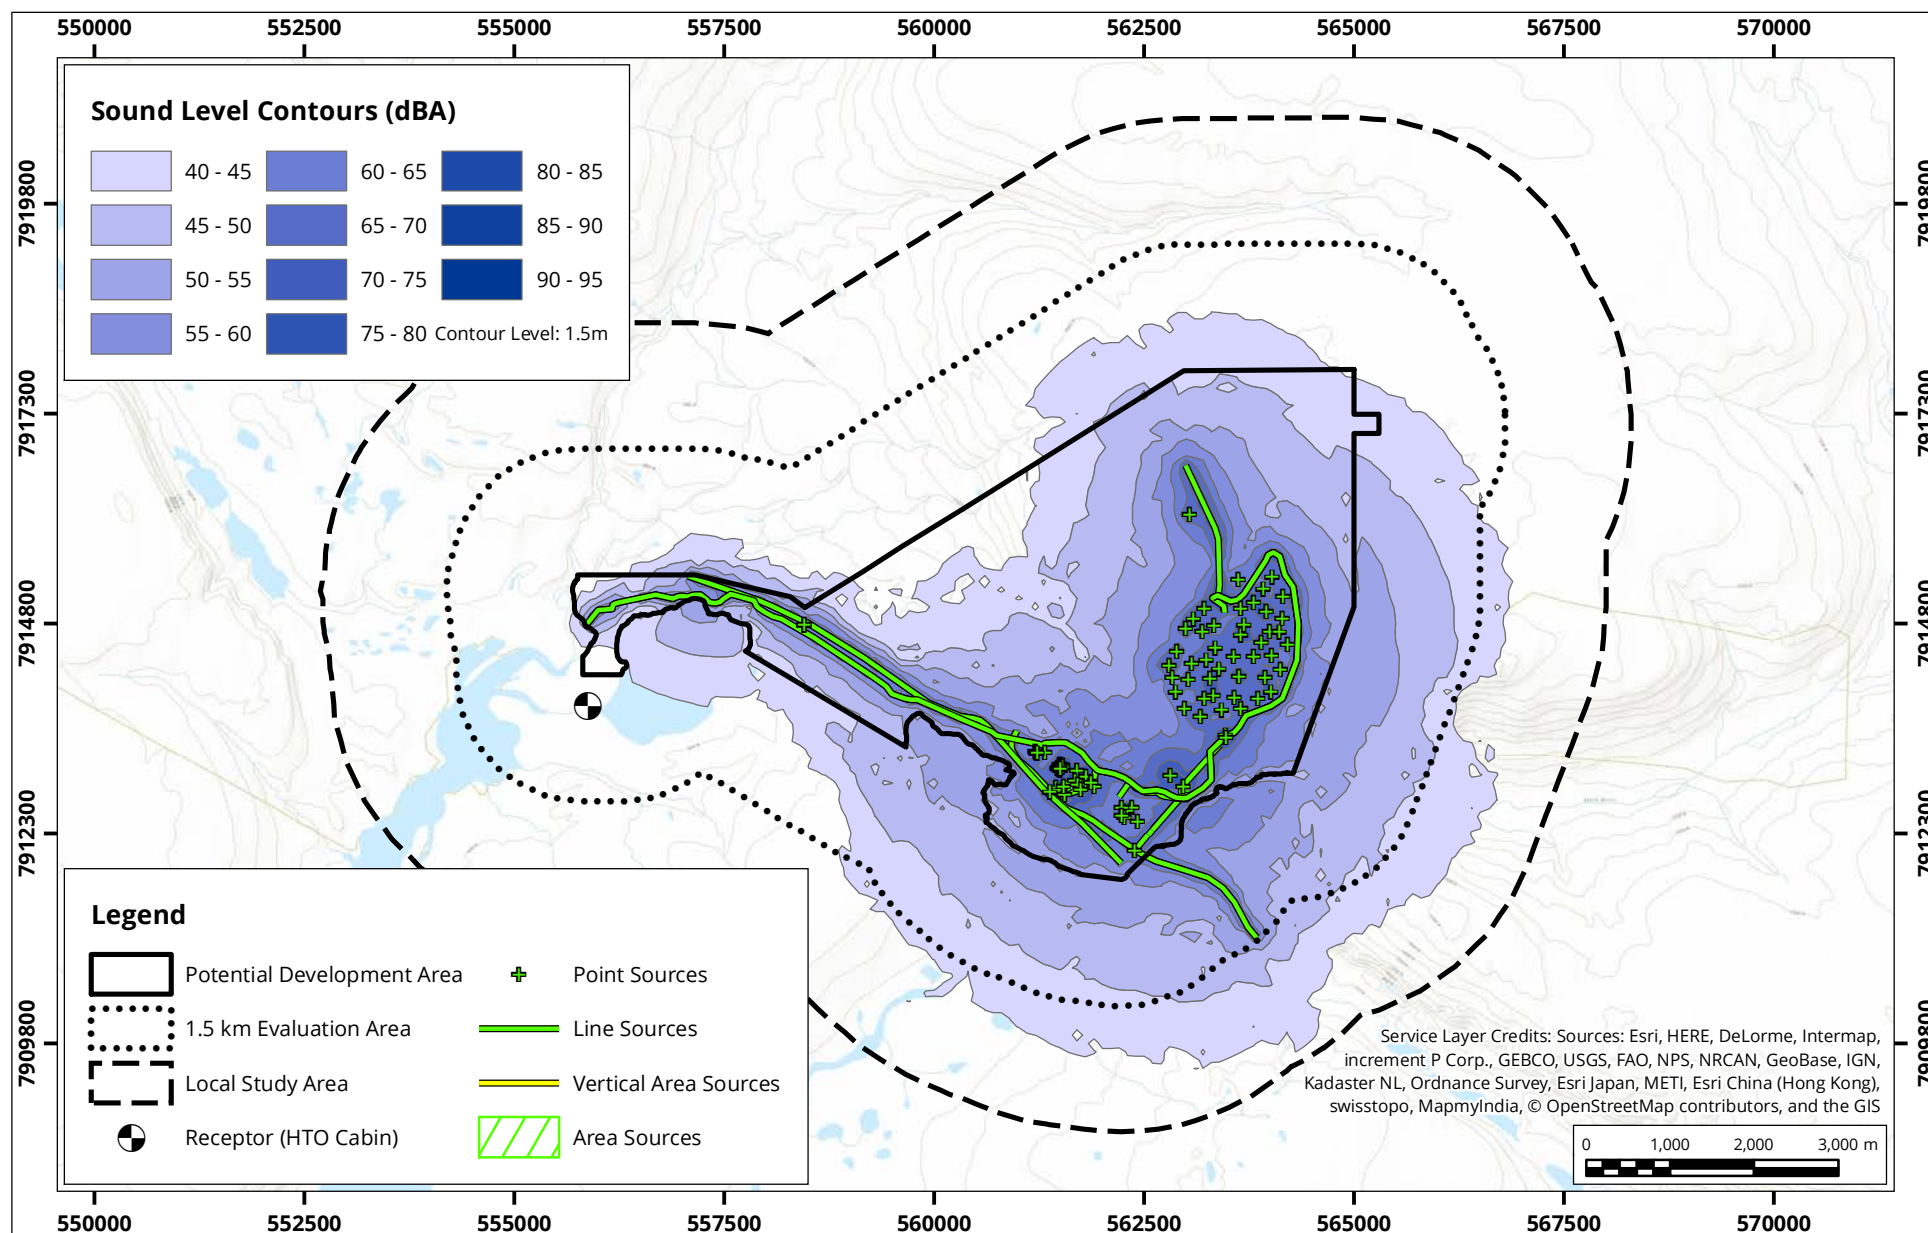 550000 552500 555000 557500 560000 562500 565000 567500 570000
Sound Level Contours (dBA)
40 - 45 60 - 65 80 - 85
45 - 50 65 - 70 85 - 90
50 - 55 70 - 75 90 - 95
55 - 60 75 - 80 Contour Level: 1.5m
7919800 7919800
7917300 7917300
7914800 7914800
7912300 7912300
7909800 7909800
Legend
Potential Development Area Point Sources
1.5 km Evaluation Area Line Sources
Local Study Area Vertical Area Sources
Receptor (HTO Cabin) Area Sources
Service Layer Credits: Sources: Esri, HERE, DeLorme, Intermap,
increment P Corp., GEBCO, USGS, FAO, NPS, NRCAN, GeoBase, IGN,
Kadaster NL, Ordnance Survey, Esri Japan, METI, Esri China (Hong Kong),
swisstopo, MapmyIndia, © OpenStreetMap contributors, and the GIS
0 1,000 2,000 3,000 m
550000 552500 555000 557500 560000 562500 565000 567500 570000